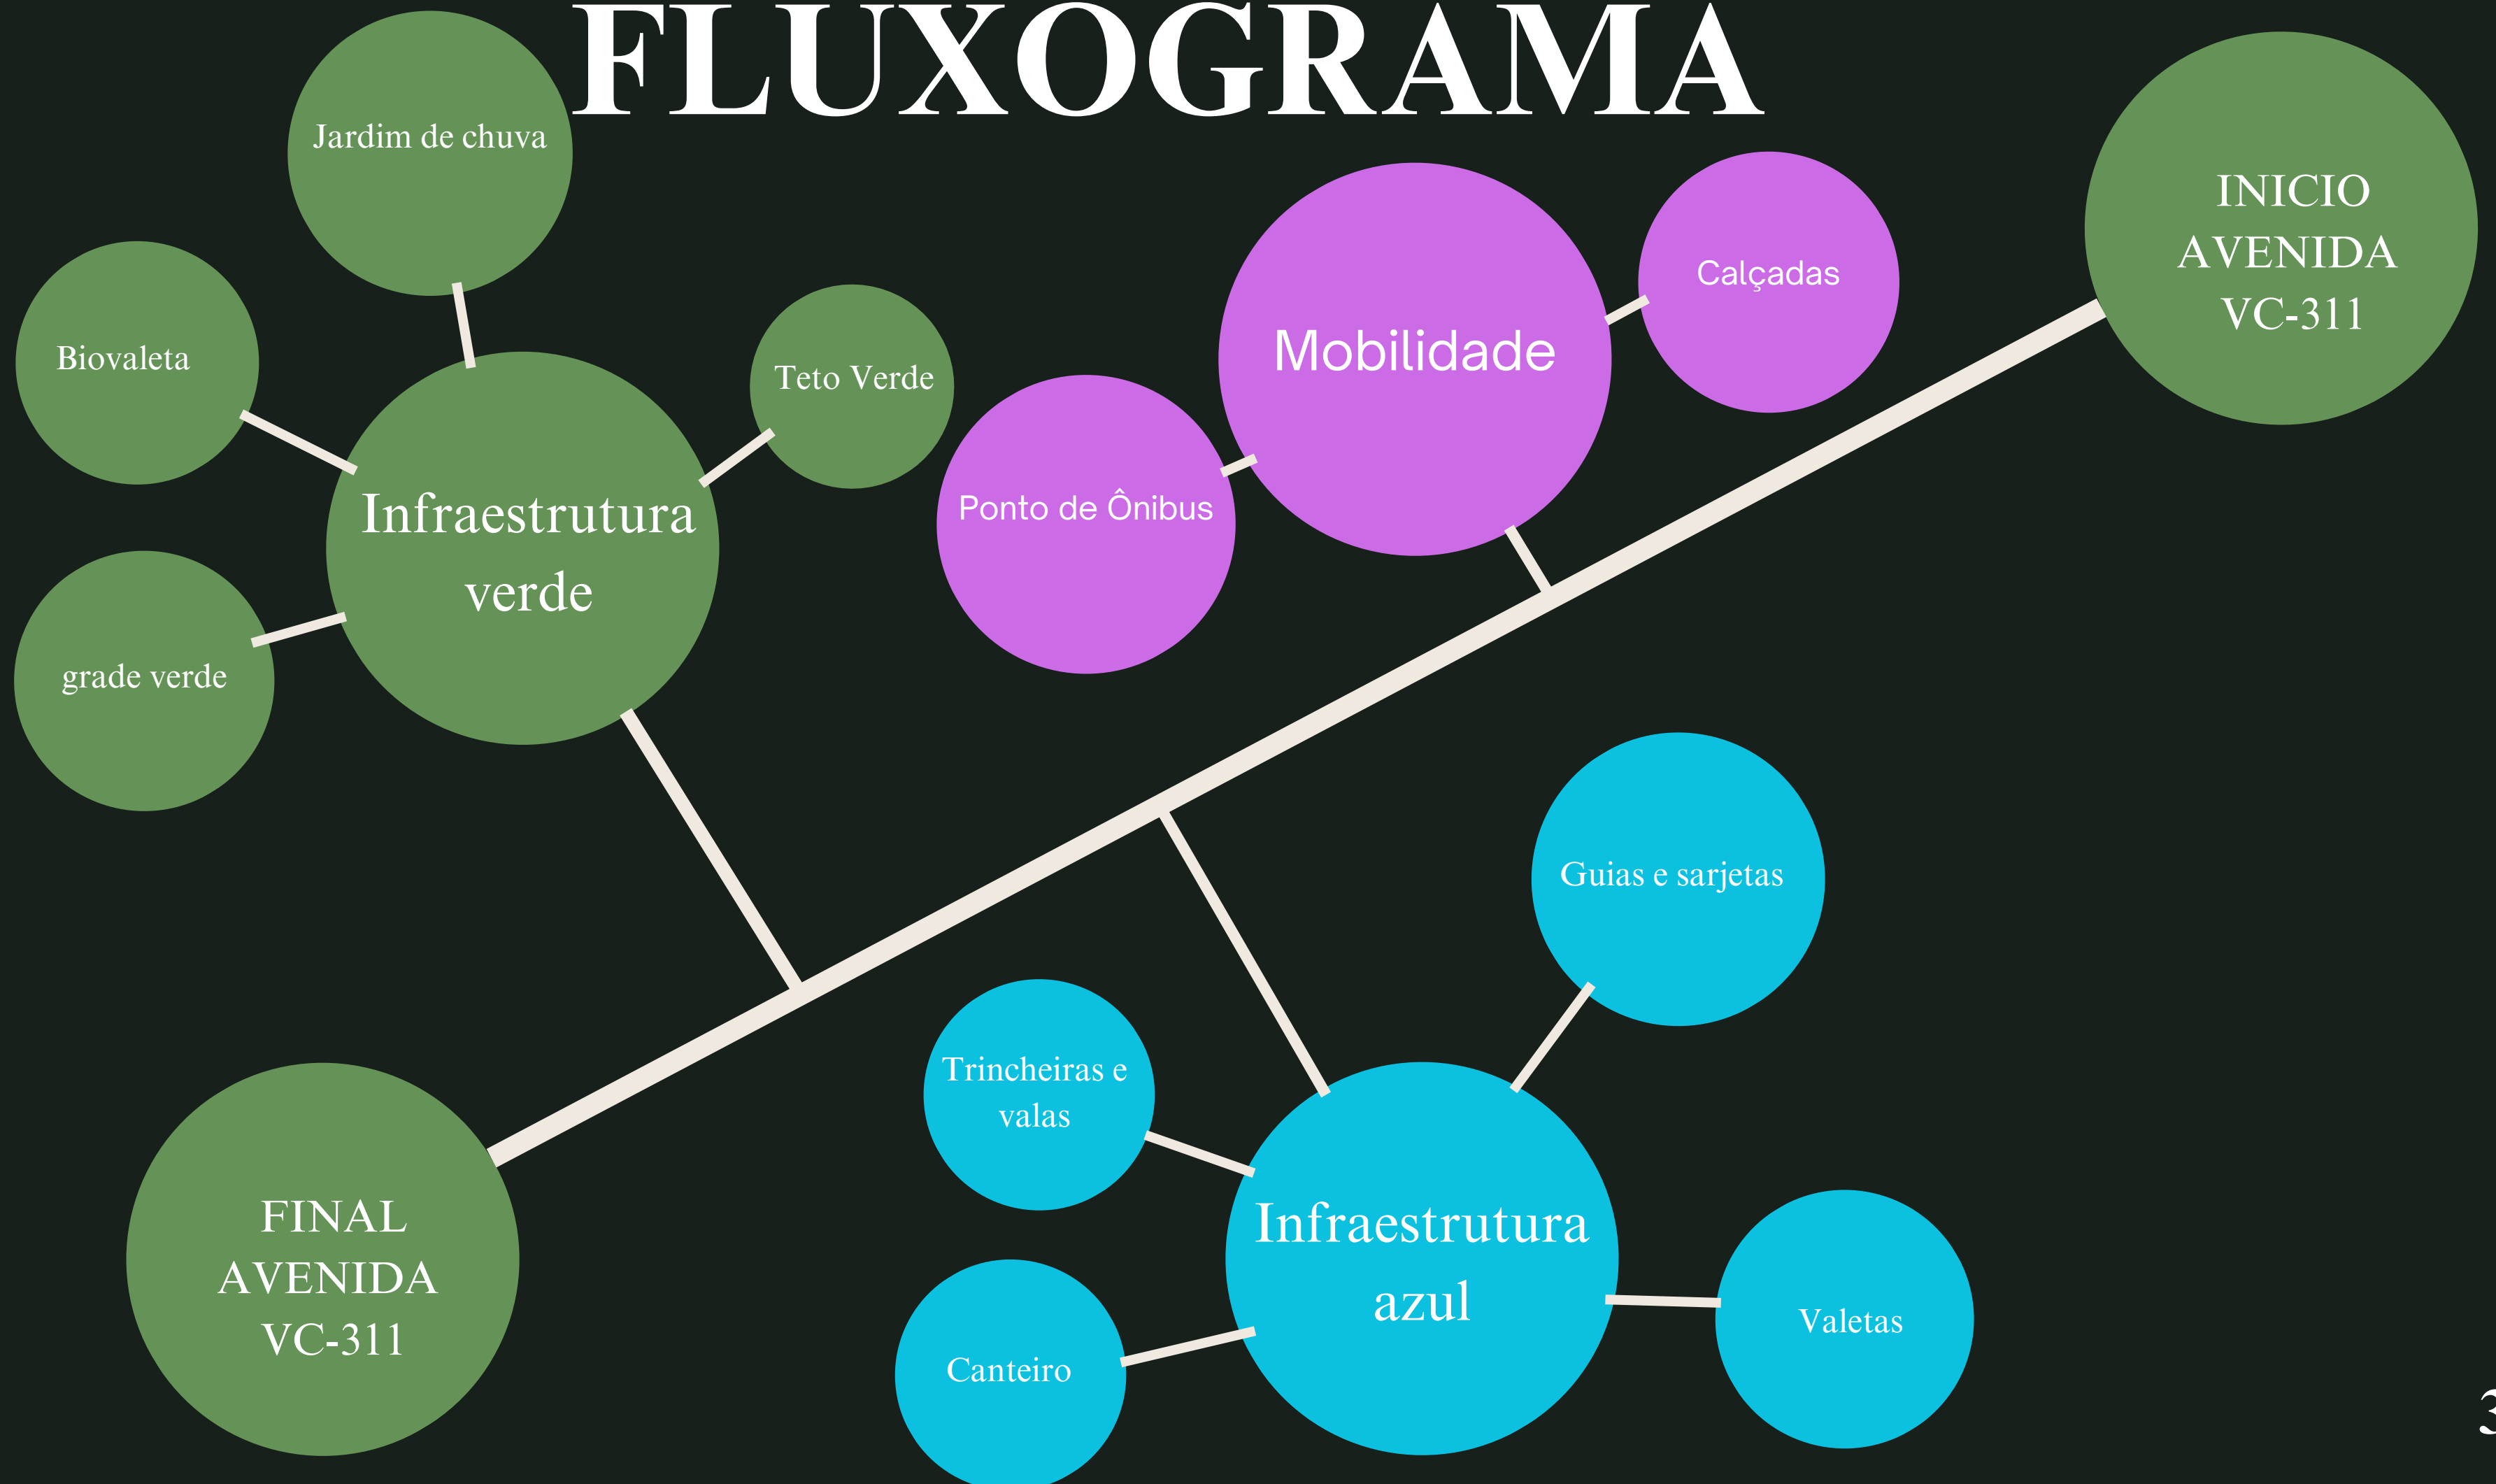 FLUXOGRAMA
Jardim de chuva
Biovaleta
Teto Verde
Infraestrutura
verde
grade verde
Mobilidade
Calçadas
Ponto de Ônibus
INICIO
AVENIDA
VC-311
Guias e sarjetas
Trincheiras e
valas
Infraestrutura
azul
Valetas
Canteiro
FINAL
AVENIDA
VC-311